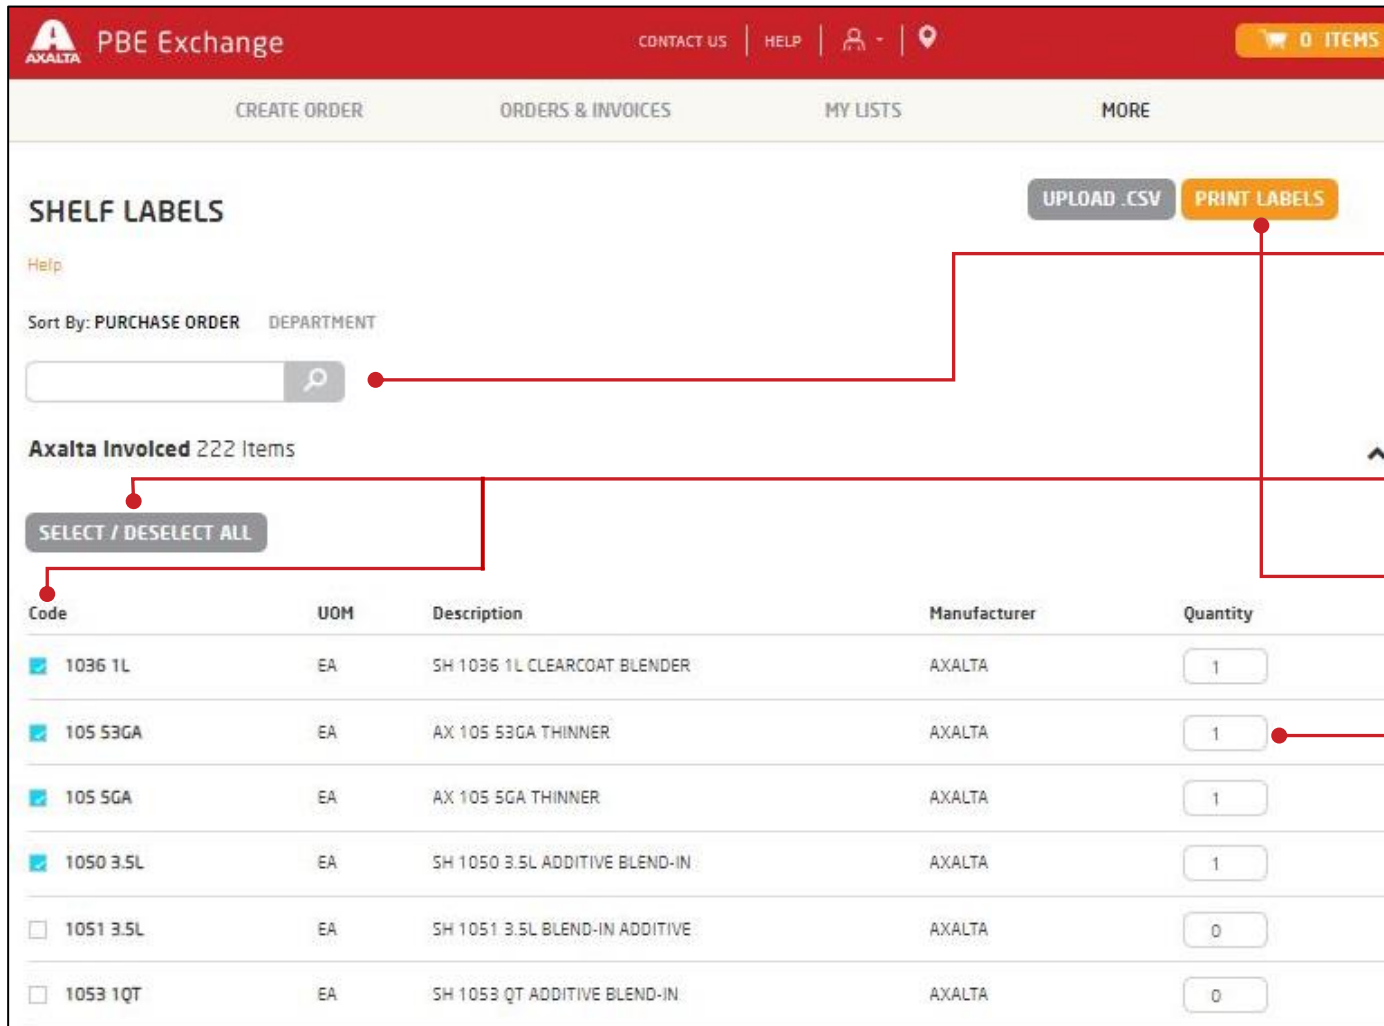 AXALTA PBE Exchange CONTACT US HELP 0 ITEMS
CREATE ORDER ORDERS & INVOICES MY LISTS MORE
SHELF LABELS UPLOAD .CSV PRINT LABELS
Help
Sort By: PURCHASE ORDER DEPARTMENT
Axalta Invoiced 222 Items
SELECT / DESELECT ALL
Code UOM Description Manufacturer Quantity
1036 1L EA SH 1036 1L CLEARCOAT BLENDER AXALTA 1
105 53GA EA AX 105 53GA THINNER AXALTA 1
105 5GA EA AX 105 5GA THINNER AXALTA 1
1050 3.5L EA SH 1050 3.5L ADDITIVE BLEND-IN AXALTA 1
1051 3.5L EA SH 1051 3.5L BLEND-IN ADDITIVE AXALTA 0
1053 1QT EA SH 1053 QT ADDITIVE BLEND-IN AXALTA 0